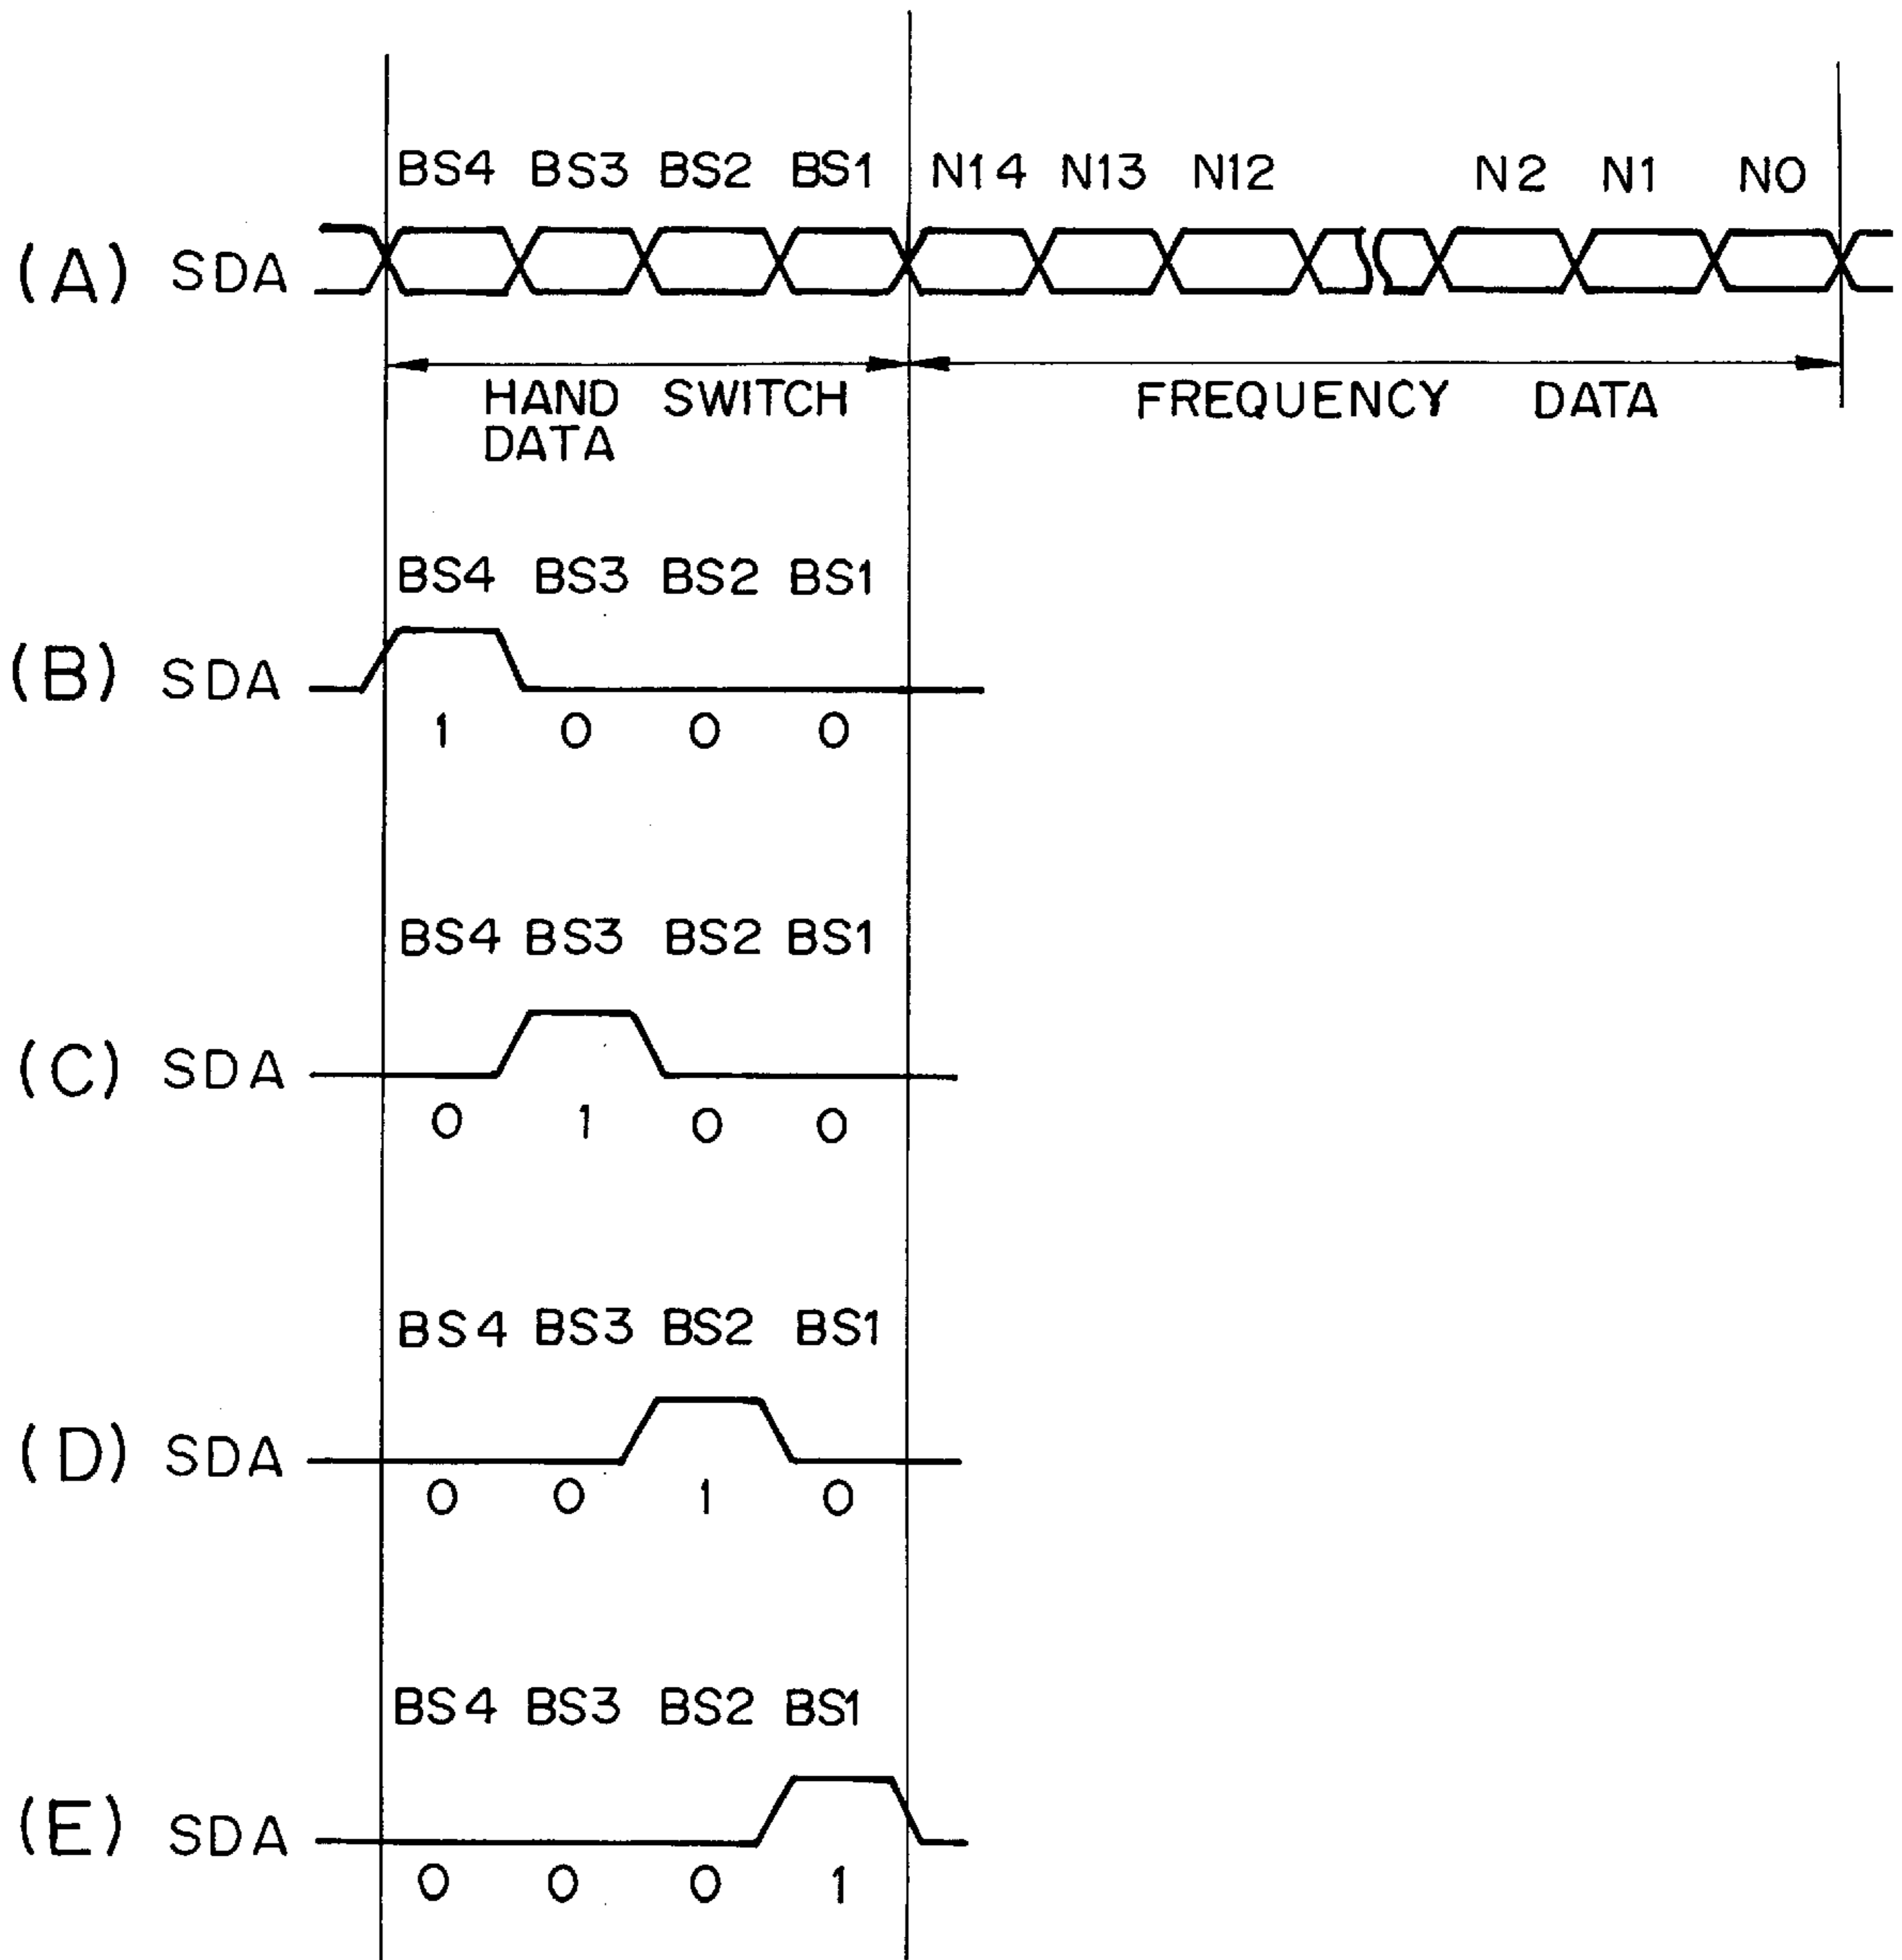 BS4 BS3 BS2 BS1 N14 N13 N12 N2 N1 N0
(A) SDA
HAND SWITCH DATA
FREQUENCY DATA
BS4 BS3 BS2 BS1
(B) SDA
1 0 0 0
BS4 BS3 BS2 BS1
(C) SDA
0 1 0 0
BS4 BS3 BS2 BS1
(D) SDA
0 0 1 0
BS4 BS3 BS2 BS1
(E) SDA
0 0 0 1